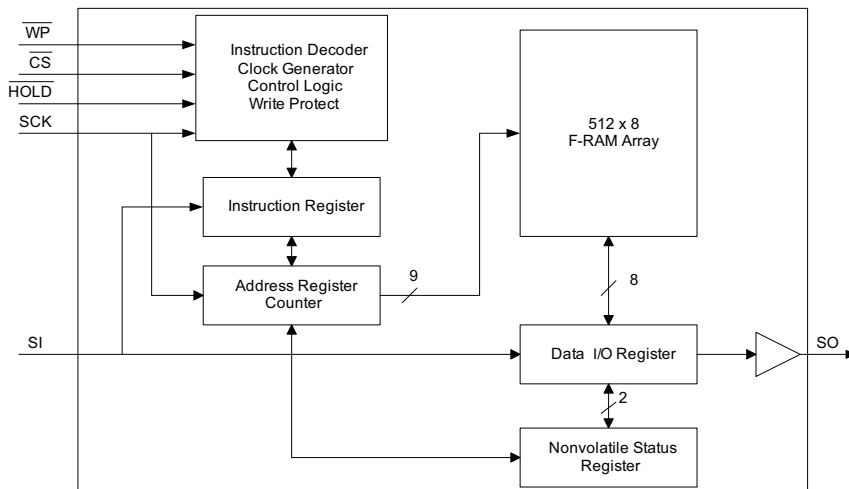 WP
CS
HOLD
SCK
Instruction Decoder
Clock Generator
Control Logic
Write Protect
512 x 8
F-RAM Array
Instruction Register
Address Register
Counter
9
8
SI
Data I/O Register
SO
2
Nonvolatile Status
Register